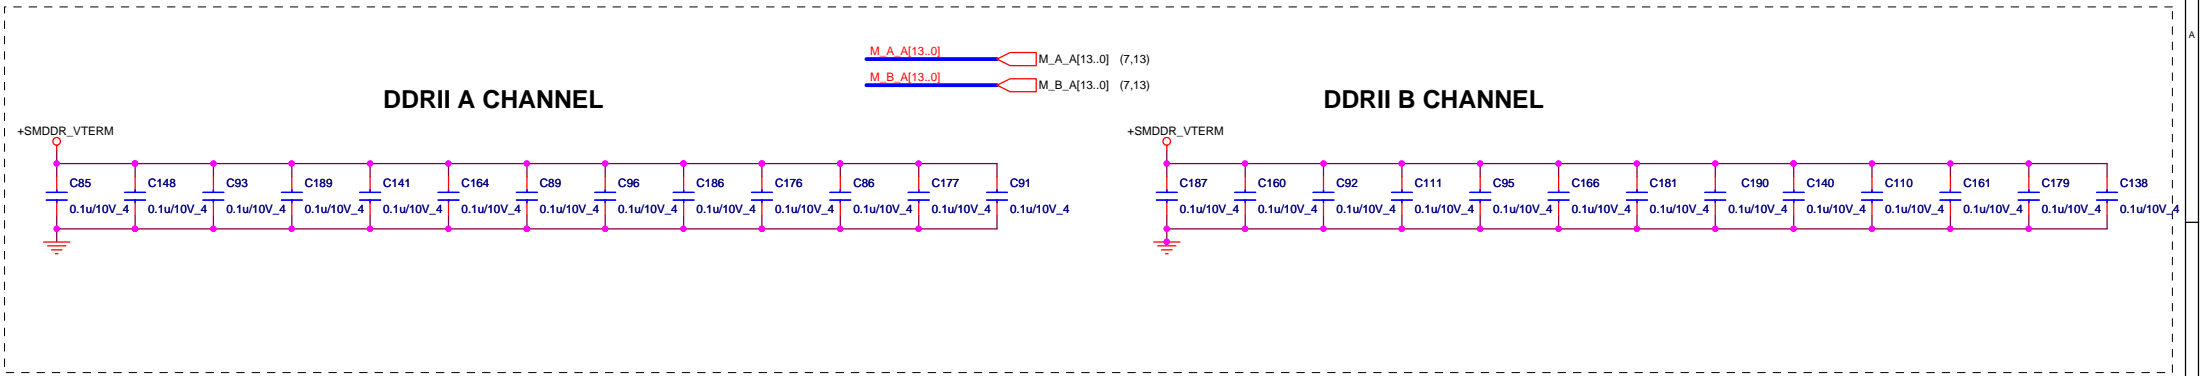 M_A_A[13..0] M_A_A[13..0] (7,13)
M_B_A[13..0] M_B_A[13..0] (7,13)
A
DDRII A CHANNEL DDRII B CHANNEL
+SMDDR_VTERM +SMDDR_VTERM
C85 C148 C93 C189 C141 C164 C89 C96 C186 C176 C86 C177 C91 C187 C160 C92 C111 C95 C166 C181 C190 C140 C110 C161 C179 C138
0.1u/10V_4 0.1u/10V_4 0.1u/10V_4 0.1u/10V_4 0.1u/10V_4 0.1u/10V_4 0.1u/10V_4 0.1u/10V_4 0.1u/10V_4 0.1u/10V_4 0.1u/10V_4 0.1u/10V_4 0.1u/10V_4 0.1u/10V_4 0.1u/10V_4 0.1u/10V_4 0.1u/10V_4 0.1u/10V_4 0.1u/10V_4 0.1u/10V_4 0.1u/10V_4 0.1u/10V_4 0.1u/10V_4 0.1u/10V_4 0.1u/10V_4 0.1u/10V_4